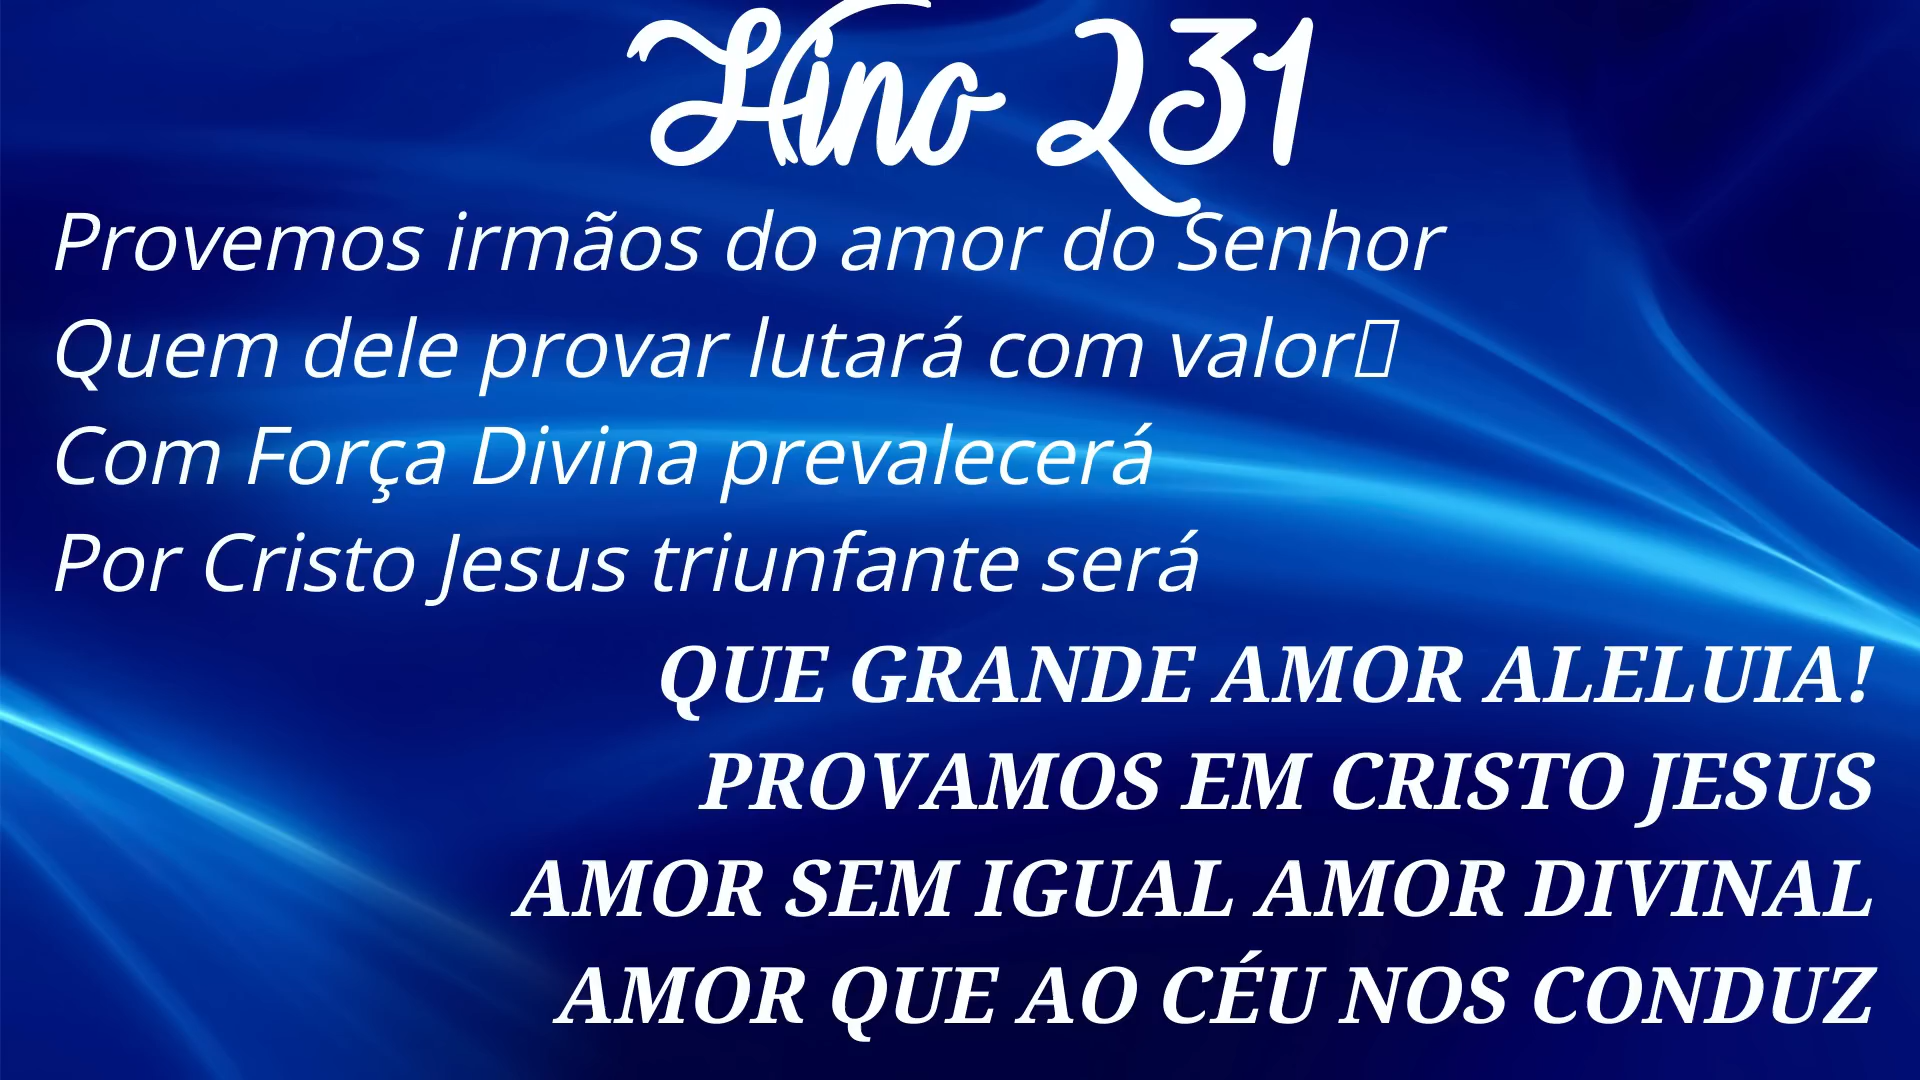 Hino 231
Provemos irmãos do amor do Senhor
Quem dele provar lutará com valor
Com Força Divina prevalecerá
Por Cristo Jesus triunfante será
QUE GRANDE AMOR ALELUIA!
PROVAMOS EM CRISTO JESUS
AMOR SEM IGUAL AMOR DIVINAL
AMOR QUE AO CÉU NOS CONDUZ